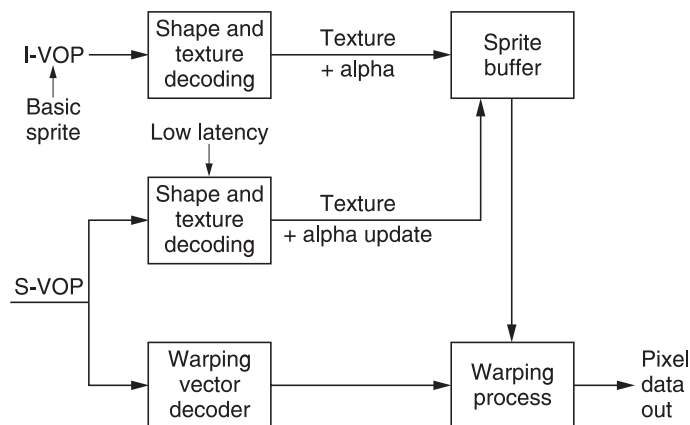 I-VOP
Basic
sprite
Shape and
texture
decoding
Texture
+ alpha
Sprite
buffer
Low latency
Shape and
texture
decoding
Texture
+ alpha update
S-VOP
Warping
vector
decoder
Warping
process
Pixel
data
out